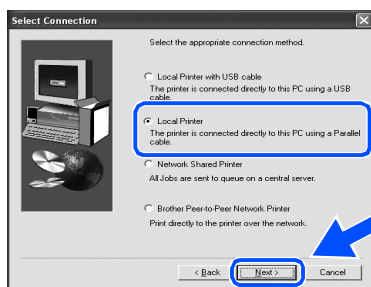 Select Connection
Select the appropriate connection method.
Local Printer with USB cable
The printer is connected directly to this PC using a USB
cable.
Local Printer
The printer is connected directly to this PC using a Parallel
cable.
Network Shared Printer
All Jobs are sent to queue on a central server.
Brother Peer-to-Peer Network Printer
Print directly to the printer over the network.
< Back Next > Cancel